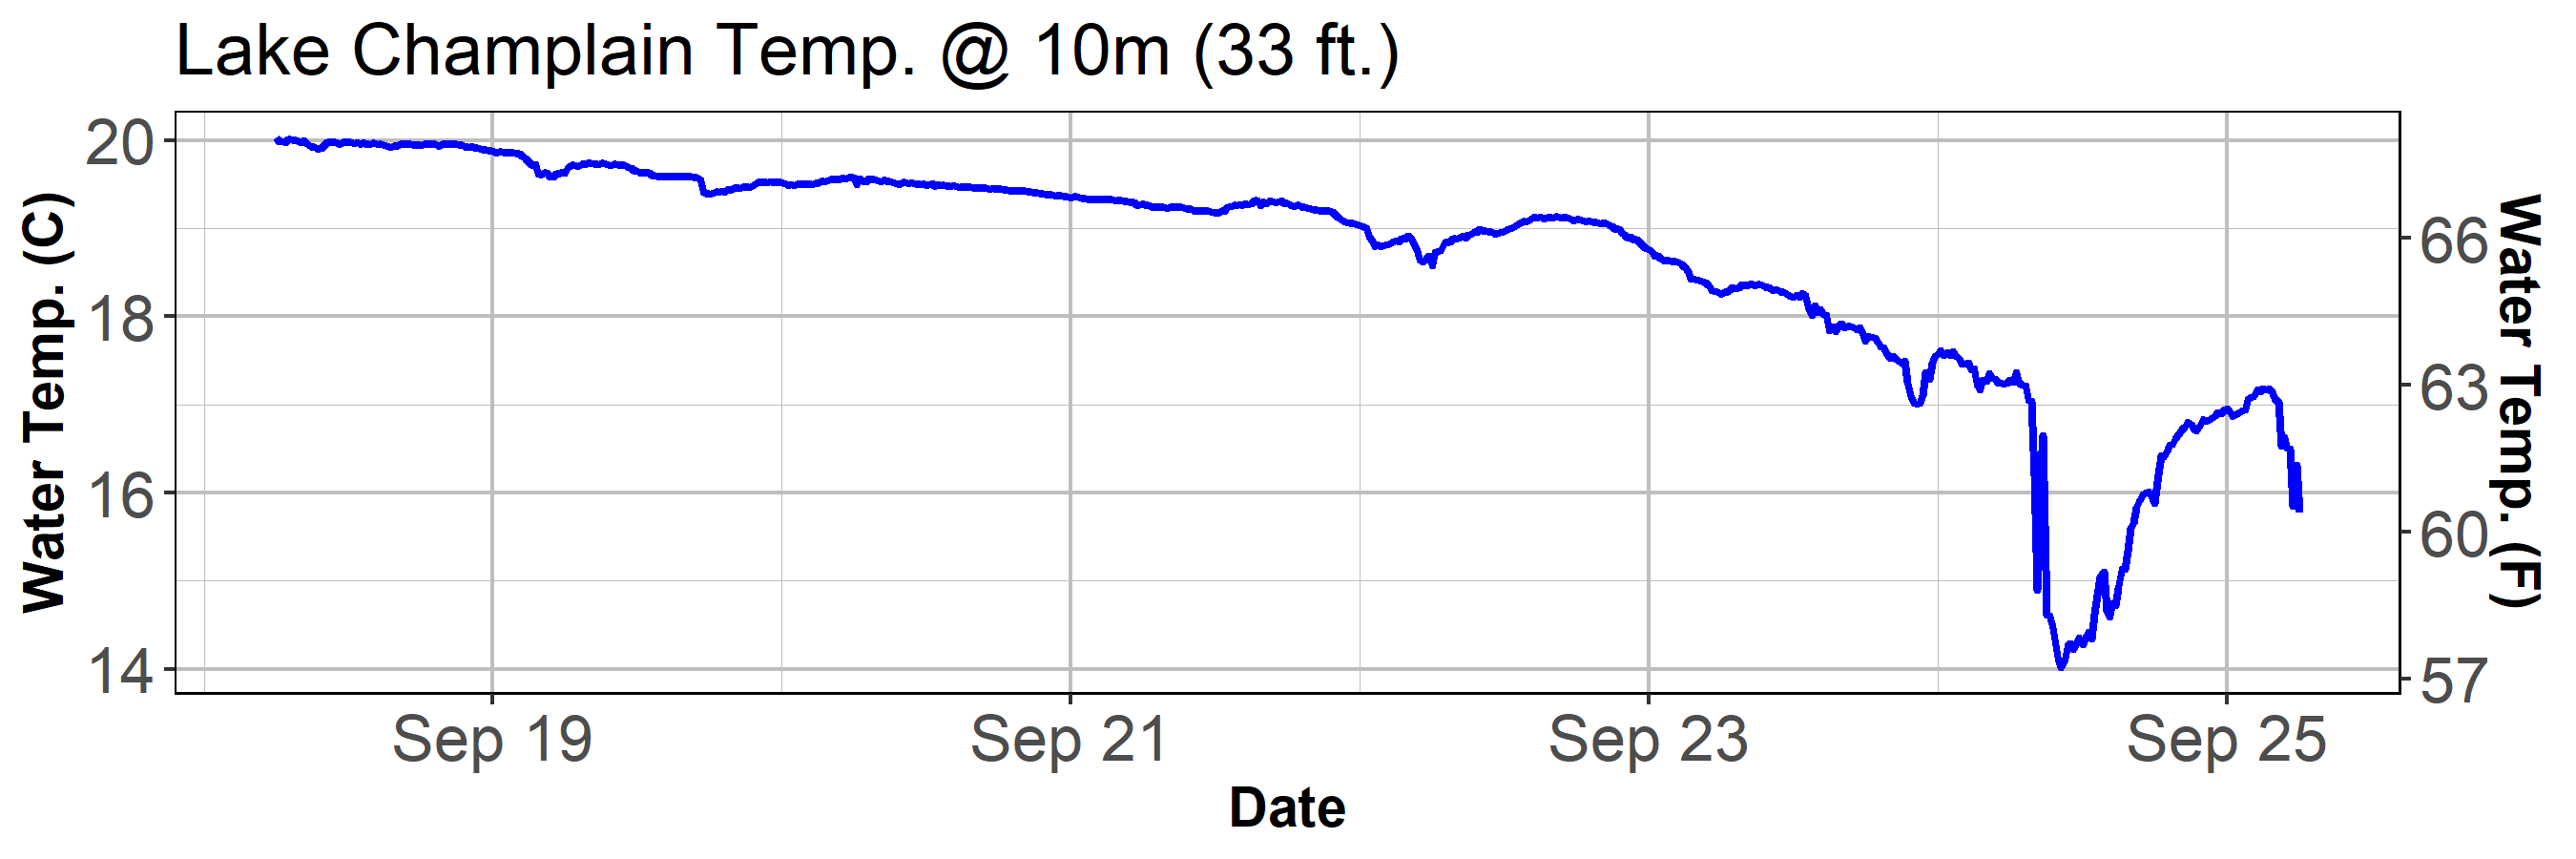 Lake Champlain Temp. @ 10m (33 ft.)
Water Temp. (C)
20
18
16
14
66
63
60
57
Water Temp. (F)
Sep 19
Sep 21
Sep 23
Sep 25
Date